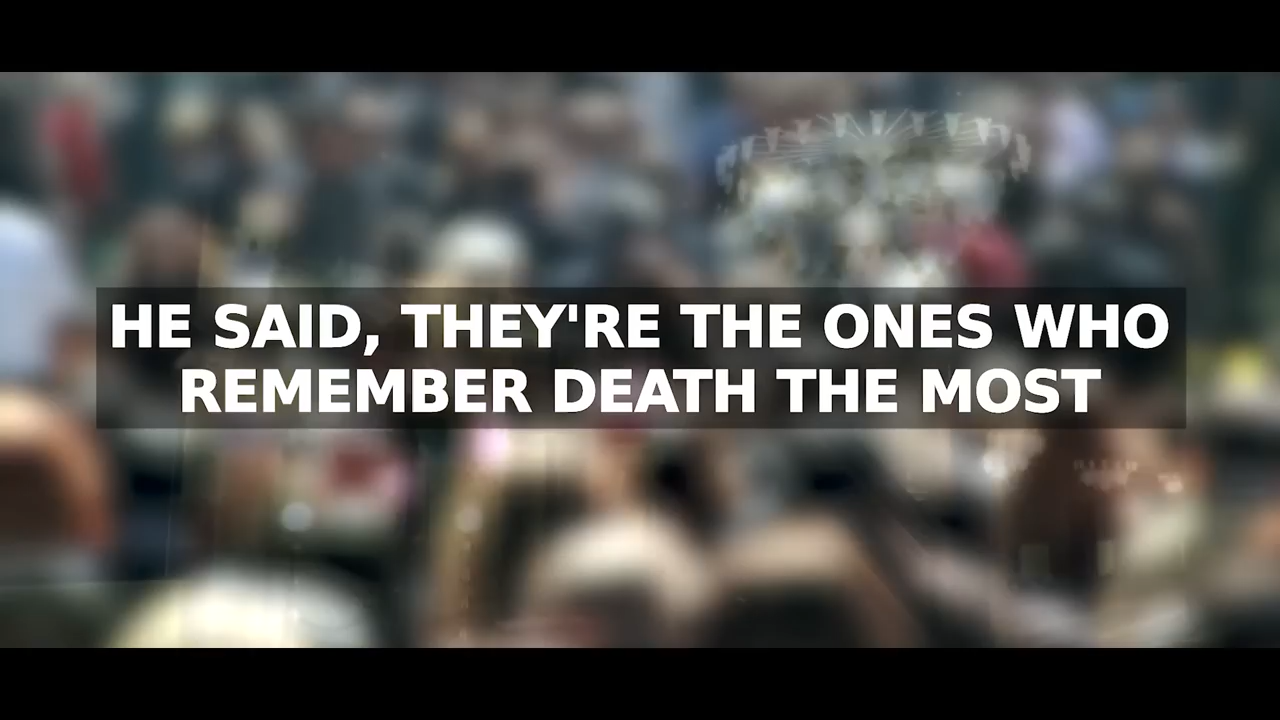 HE SAID, THEY'RE THE ONES WHO
REMEMBER DEATH THE MOST